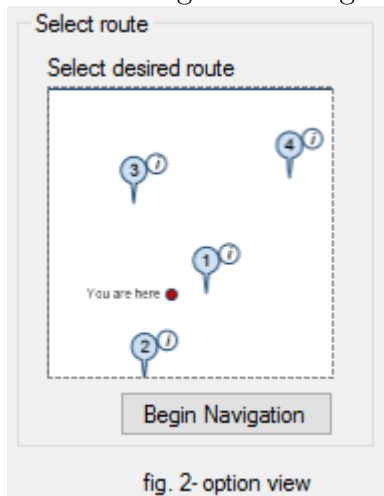 Select route
Select desired route
4 i
3 i
1 i
You are here
2 i
Begin Navigation
fig. 2- option view